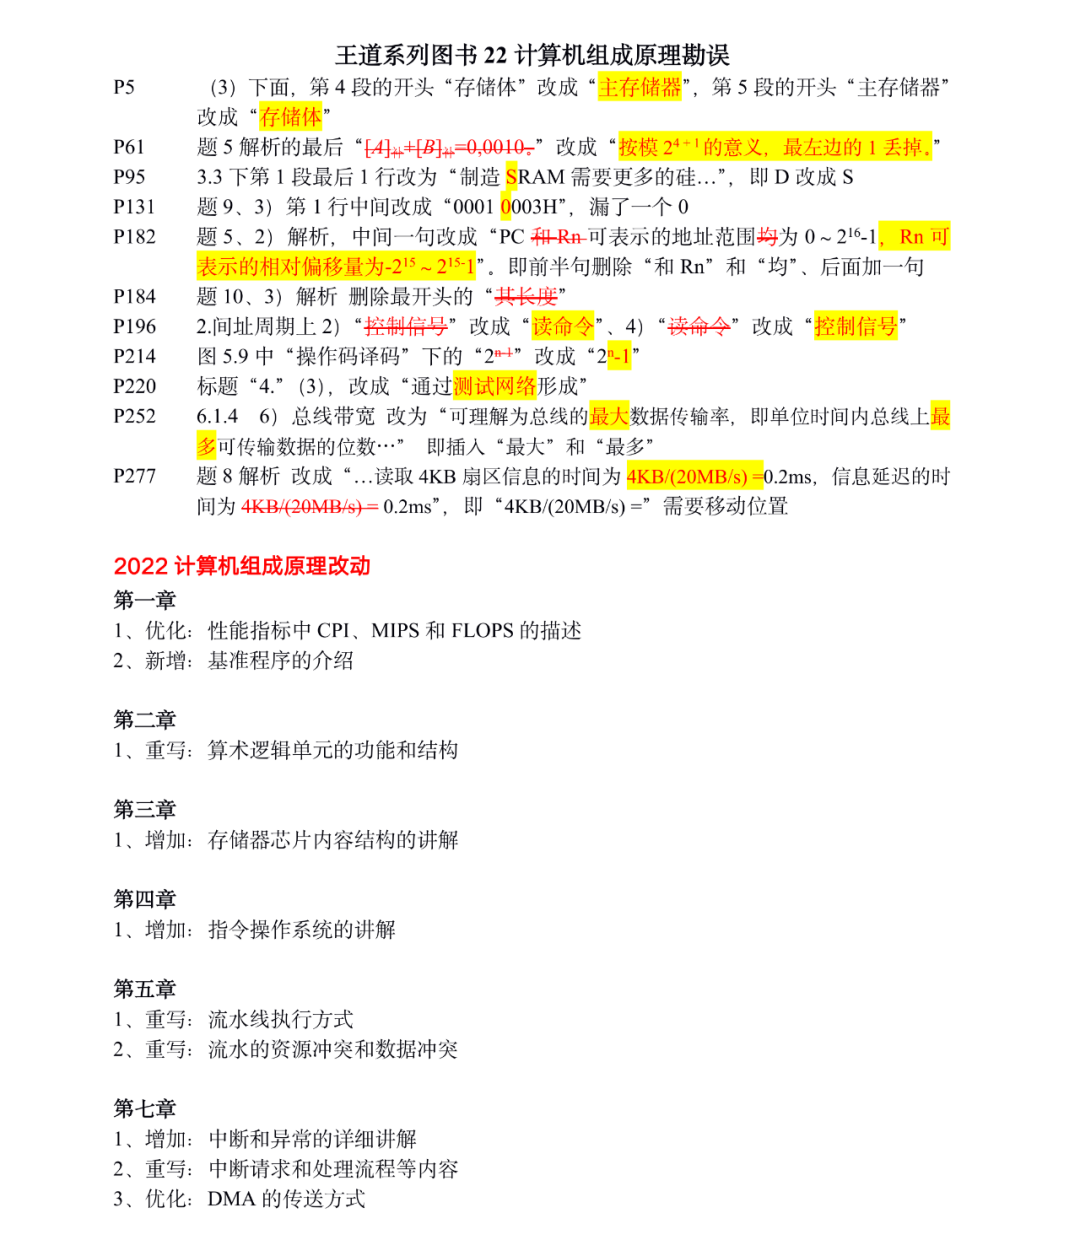 王道系列图书 22 计算机组成原理勘误
P5 （3）下面，第 4 段的开头“存储体”改成“主存储器”，第 5 段的开头“主存储器”
改成“存储体”
P61 题 5 解析的最后“[A]补+[B]补=0,0010。”改成“按模 2⁴⁺¹的意义，最左边的 1 丢掉。”
P95 3.3 下第 1 段最后 1 行改为“制造 SRAM 需要更多的硅…”，即 D 改成 S
P131 题 9、3）第 1 行中间改成“0001 0003H”，漏了一个 0
P182 题 5、2）解析，中间一句改成“PC 和 Rn 可表示的地址范围均为 0 ~ 2¹⁶-1，Rn 可
表示的相对偏移量为-2¹⁵ ~ 2¹⁵⁻1”。即前半句删除“和 Rn”和“均”、后面加一句
P184 题 10、3）解析 删除最开头的“其长度”
P196 2.间址周期上 2）“控制信号”改成“读命令”、4）“读命令”改成“控制信号”
P214 图 5.9 中“操作码译码”下的“2ⁿ⁻¹”改成“2ⁿ-1”
P220 标题“4.”（3），改成“通过测试网络形成”
P252 6.1.4 6）总线带宽 改为“可理解为总线的最大数据传输率，即单位时间内总线上最
多可传输数据的位数…” 即插入“最大”和“最多”
P277 题 8 解析 改成“…读取 4KB 扇区信息的时间为 4KB/(20MB/s) =0.2ms，信息延迟的时
间为 4KB/(20MB/s) = 0.2ms”，即“4KB/(20MB/s) =”需要移动位置
2022 计算机组成原理改动
第一章
1、优化：性能指标中 CPI、MIPS 和 FLOPS 的描述
2、新增：基准程序的介绍
第二章
1、重写：算术逻辑单元的功能和结构
第三章
1、增加：存储器芯片内容结构的讲解
第四章
1、增加：指令操作系统的讲解
第五章
1、重写：流水线执行方式
2、重写：流水的资源冲突和数据冲突
第七章
1、增加：中断和异常的详细讲解
2、重写：中断请求和处理流程等内容
3、优化：DMA 的传送方式